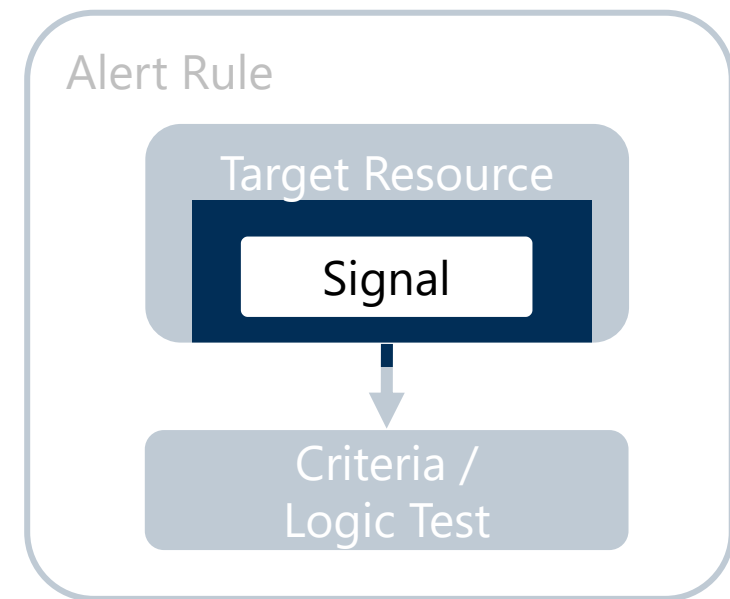 Alert Rule
Target Resource
Signal
Criteria /
Logic Test